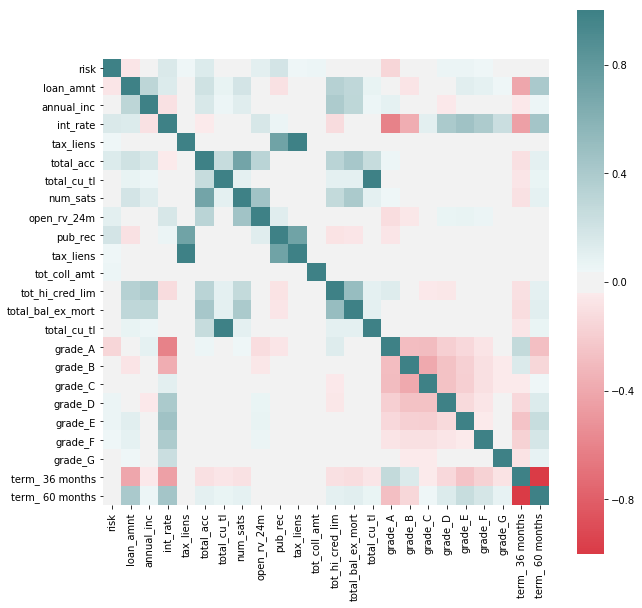 risk
loan_amnt
annual_inc
int_rate
tax_liens
total_acc
total_cu_tl
num_sats
open_rv_24m
pub_rec
tax_liens
tot_coll_amt
tot_hi_cred_lim
total_bal_ex_mort
total_cu_tl
grade_A
grade_B
grade_C
grade_D
grade_E
grade_F
grade_G
term_ 36 months
term_ 60 months
risk
loan_amnt
annual_inc
int_rate
tax_liens
total_acc
total_cu_tl
num_sats
open_rv_24m
pub_rec
tax_liens
tot_coll_amt
tot_hi_cred_lim
total_bal_ex_mort
total_cu_tl
grade_A
grade_B
grade_C
grade_D
grade_E
grade_F
grade_G
term_ 36 months
term_ 60 months
0.8
0.4
0.0
−0.4
−0.8